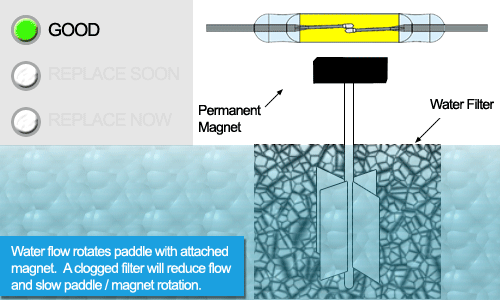 GOOD
REPLACE SOON
REPLACE NOW
Permanent
Magnet
Water Filter
Water flow rotates paddle with attached
magnet. A clogged filter will reduce flow
and slow paddle / magnet rotation.